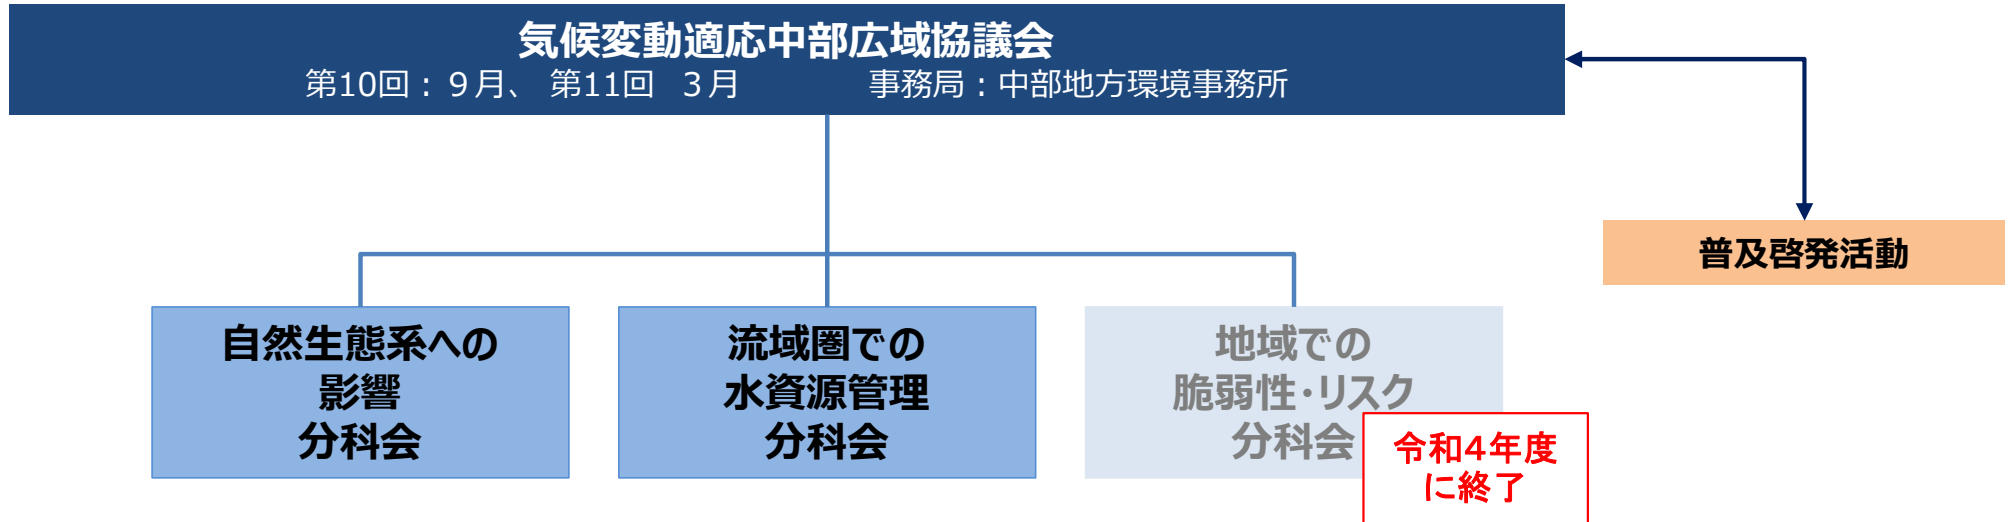 気候変動適応中部広域協議会
第10回：９月、 第11回 ３月 事務局：中部地方環境事務所
普及啓発活動
自然生態系への
影響
分科会
流域圏での
水資源管理
分科会
地域での
脆弱性・リスク
分科会
令和4年度
に終了